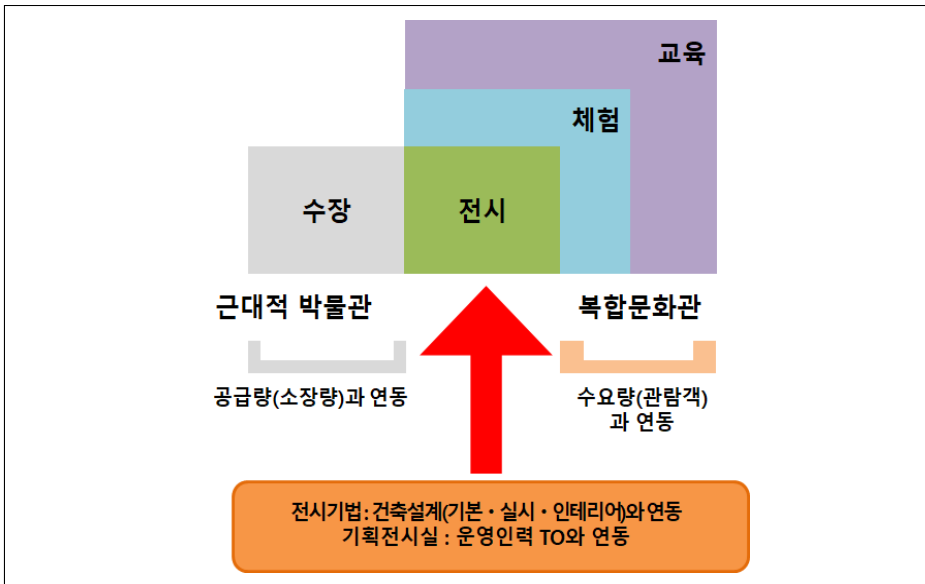 교육
체험
수장
전시
근대적 박물관
복합문화관
공급량(소장량)과 연동
수요량(관람객)
과 연동
전시기법 : 건축설계(기본・실시・인테리어)와 연동
기획전시실 : 운영인력 TO와 연동